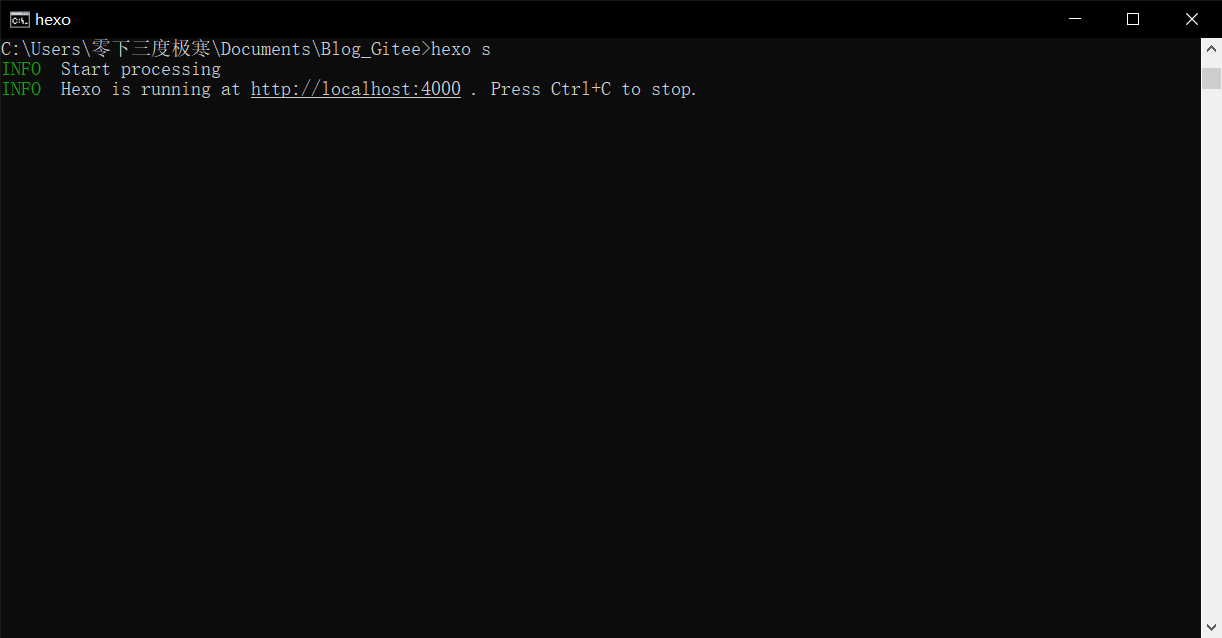 hexo
C:\Users\零下三度极寒\Documents\Blog_Gitee>hexo s
INFO  Start processing
INFO  Hexo is running at http://localhost:4000 . Press Ctrl+C to stop.